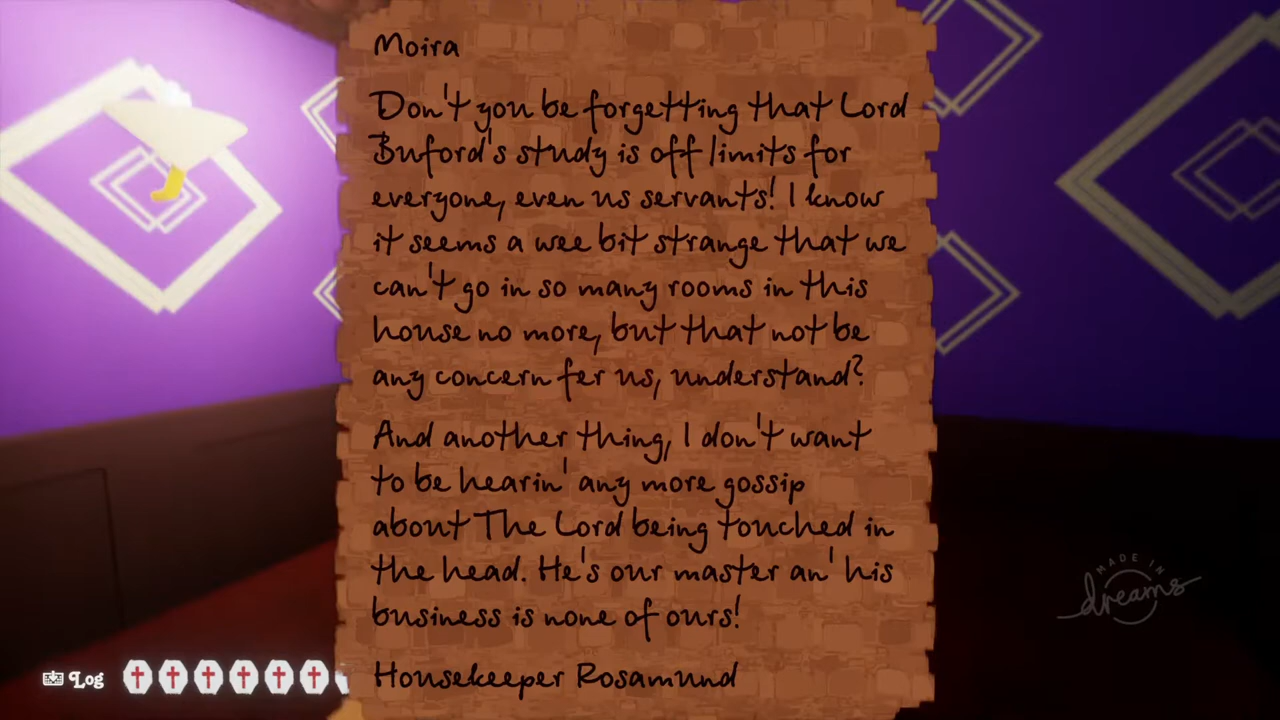 Moira
Don't you be forgetting that Lord
Buford's study is off limits for
everyone, even us servants! I know
it seems a wee bit strange that we
can't go in so many rooms in this
house no more, but that not be
any concern fer us, understand?
And another thing, I don't want
to be hearin' any more gossip
about The Lord being touched in
the head. He's our master an' his
business is none of ours!
Housekeeper Rosamund
MADE IN
dreams
Log